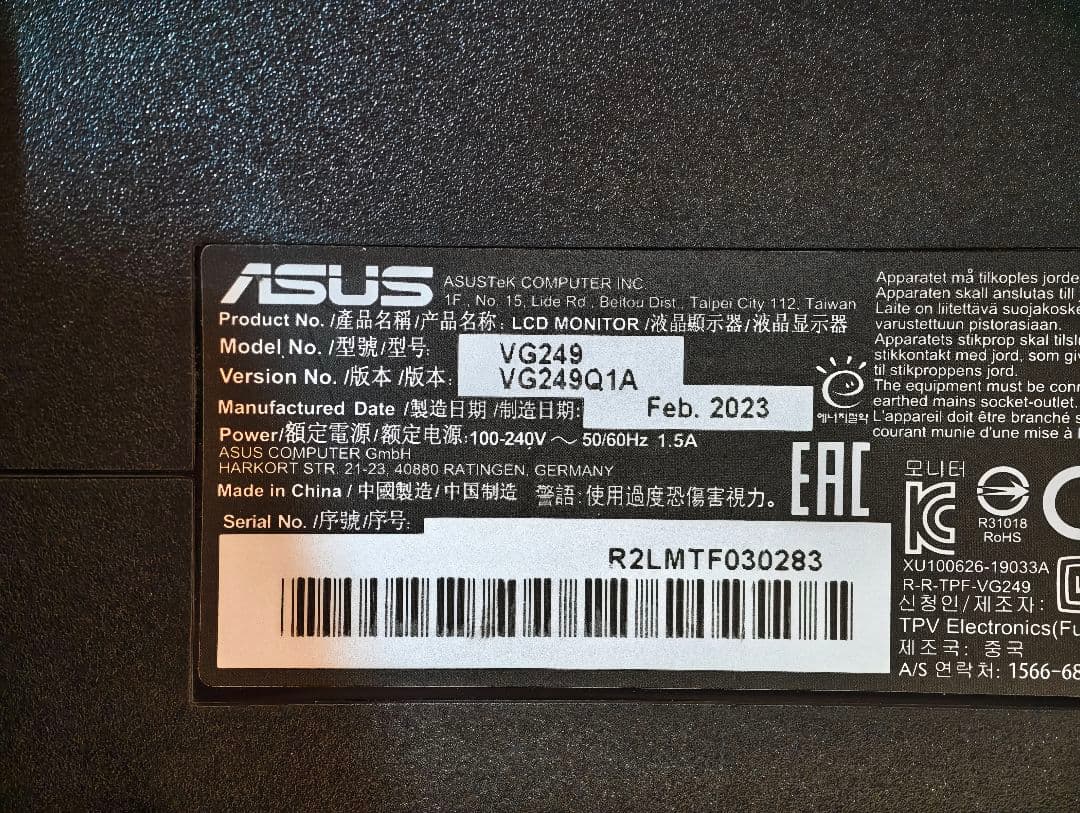 ASUS ASUSTeK COMPUTER INC.
1F., No. 15, Lide Rd., Beitou Dist., Taipei City 112, Taiwan
Product No. /產品名稱/产品名称: LCD MONITOR /液晶顯示器/液晶显示器
Model No. /型號/型号: VG249
Version No. /版本 /版本: VG249Q1A
Manufactured Date /製造日期 /制造日期: Feb. 2023
Power/額定電源/额定电源:100-240V ～ 50/60Hz 1.5A
ASUS COMPUTER GmbH
HARKORT STR. 21-23, 40880 RATINGEN, GERMANY
Made in China / 中國製造/中国制造 警語:使用過度恐傷害視力。
EAC
Serial No. /序號/序号:
R2LMTF030283
Apparatet må tilkoples jorde
Apparaten skall anslutas till
Laite on liitettävä suojakoske
varustettuun pistorasiaan.
Apparatets stikprop skal tilslu
stikkontakt med jord, som giv
til stikproppens jord.
The equipment must be conn
earthed mains socket-outlet.
L'appareil doit être branché s
courant munie d'une mise à l
에너지절약
모니터
R31018
RoHS
XU100626-19033A
R-R-TPF-VG249
신청인/제조자:
TPV Electronics(Fu
제조국: 중국
A/S 연락처: 1566-68